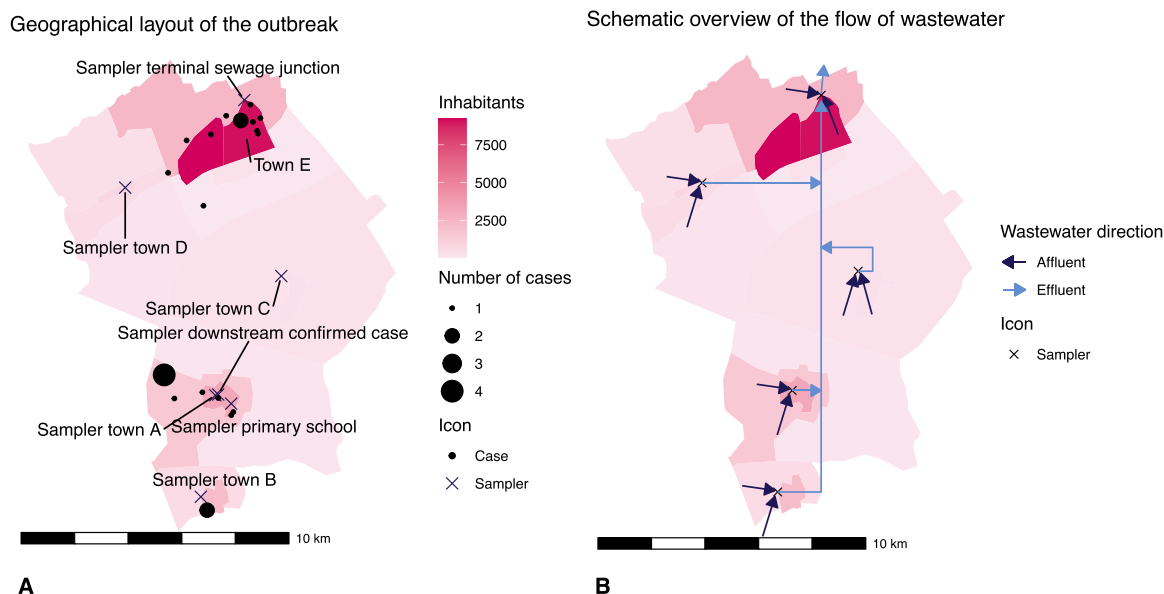 Geographical layout of the outbreak
Sampler terminal sewage junction
Town E
Sampler town D
Sampler town C
Sampler downstream confirmed case
Sampler town A
Sampler primary school
Sampler town B
10 km
Inhabitants
7500
5000
2500
Number of cases
1
2
3
4
Icon
Case
Sampler
A
Schematic overview of the flow of wastewater
10 km
Wastewater direction
Affluent
Effluent
Icon
Sampler
B